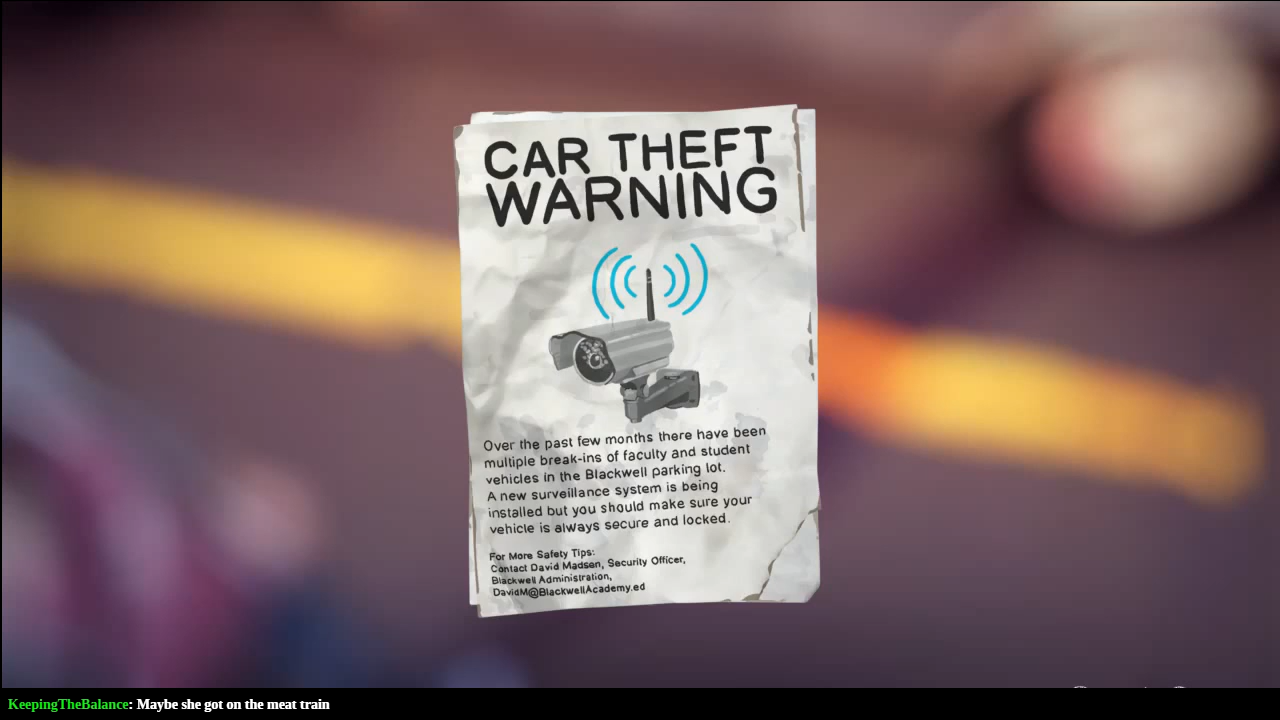 CAR THEFT
WARNING
Over the past few months there have been
multiple break-ins of faculty and student
vehicles in the Blackwell parking lot.
A new surveillance system is being
installed but you should make sure your
vehicle is always secure and locked.
For More Safety Tips:
Contact David Madsen, Security Officer,
Blackwell Administration,
DavidM@BlackwellAcademy.ed
KeepingTheBalance: Maybe she got on the meat train